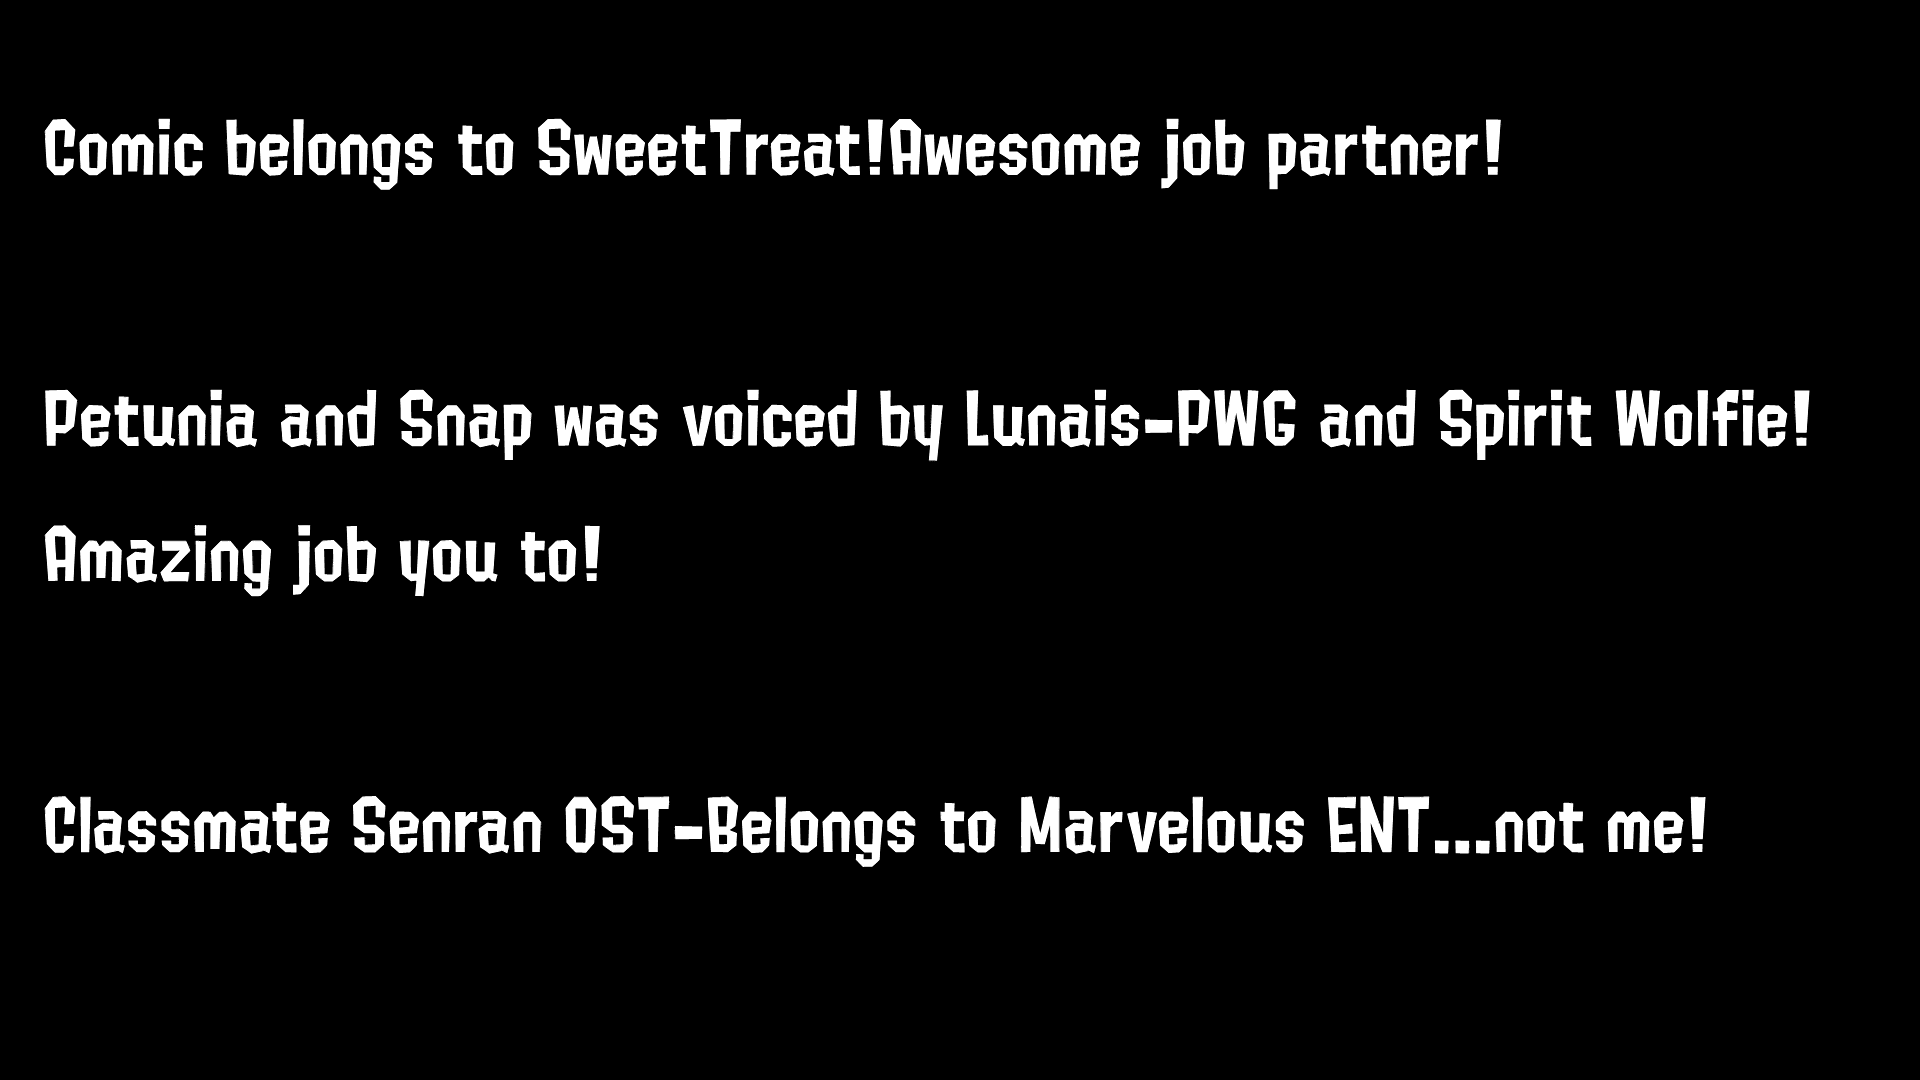 Comic belongs to SweetTreat!Awesome job partner!
Petunia and Snap was voiced by Lunais-PWG and Spirit Wolfie!
Amazing job you to!
Classmate Senran OST-Belongs to Marvelous ENT...not me!